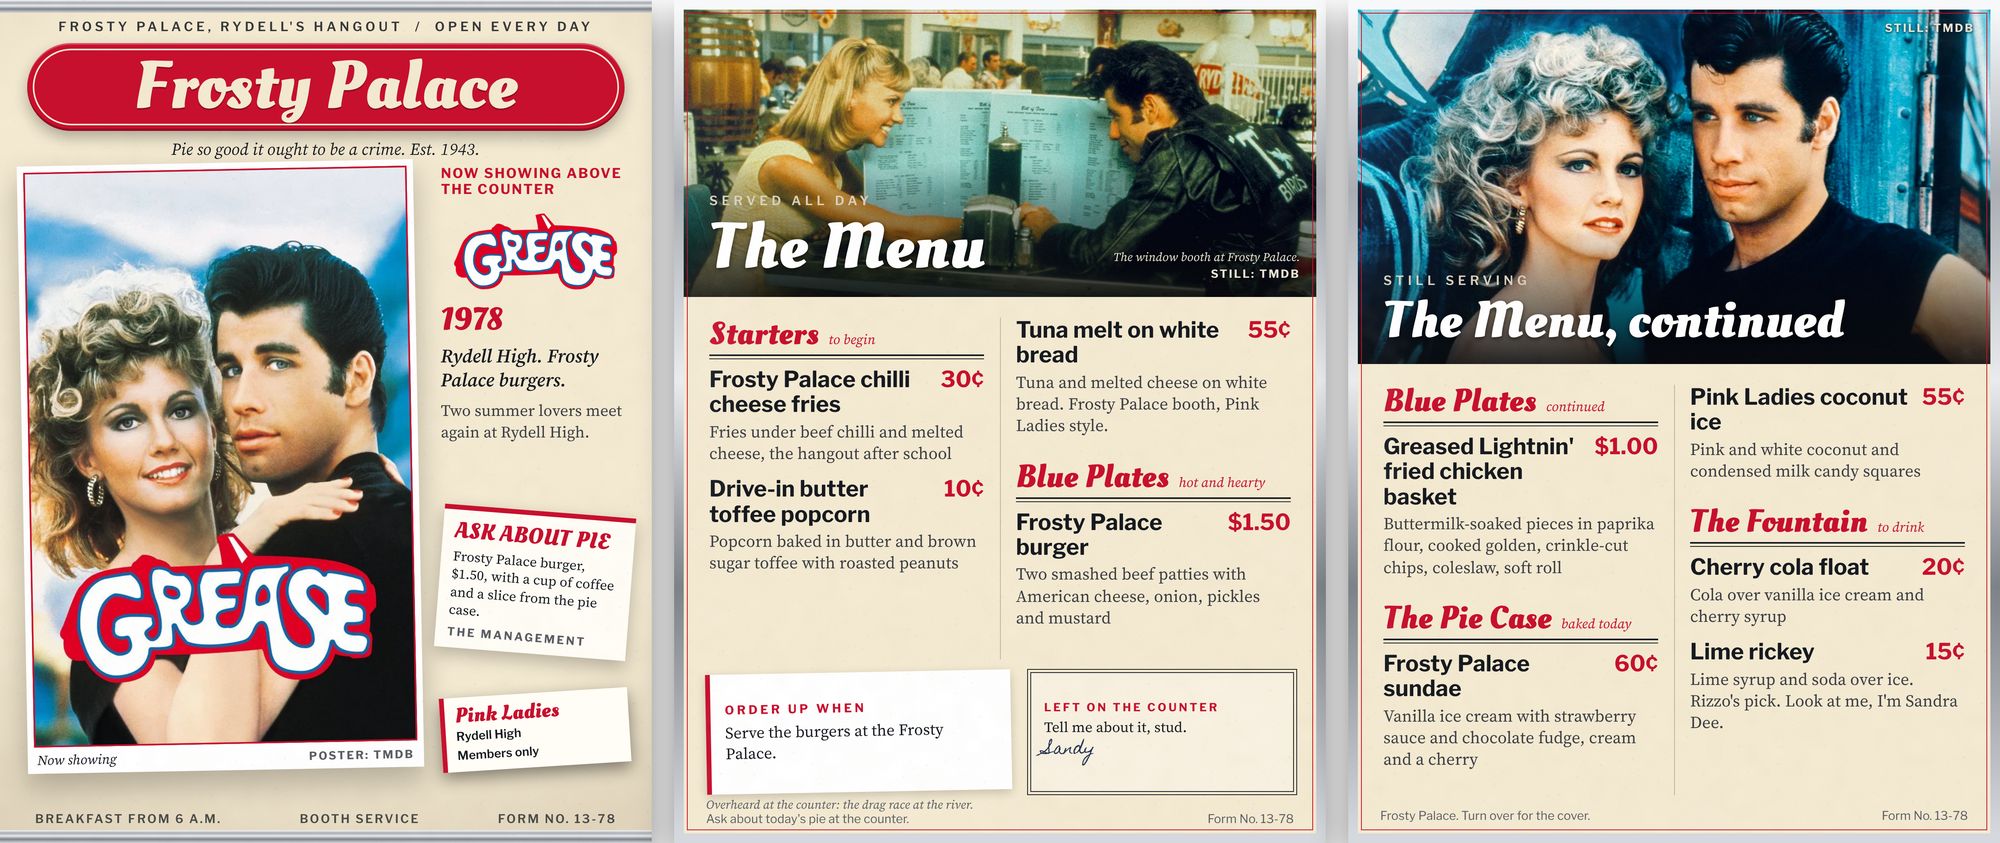 FROSTY PALACE, RYDELL'S HANGOUT / OPEN EVERY DAY
Frosty Palace
Pie so good it ought to be a crime. Est. 1943.
GREASE
Now showing
POSTER: TMDB
NOW SHOWING ABOVE
THE COUNTER
GREASE
1978
Rydell High. Frosty
Palace burgers.
Two summer lovers meet
again at Rydell High.
ASK ABOUT PIE
Frosty Palace burger,
$1.50, with a cup of coffee
and a slice from the pie
case.
THE MANAGEMENT
Pink Ladies
Rydell High
Members only
BREAKFAST FROM 6 A.M.
BOOTH SERVICE
FORM NO. 13-78
Bill of Fare
Bill of Fare
RYD
T
BIRDS
SERVED ALL DAY
The Menu
The window booth at Frosty Palace.
STILL: TMDB
Starters to begin
Frosty Palace chilli 30¢
cheese fries
Fries under beef chilli and melted
cheese, the hangout after school
Drive-in butter 10¢
toffee popcorn
Popcorn baked in butter and brown
sugar toffee with roasted peanuts
Tuna melt on white 55¢
bread
Tuna and melted cheese on white
bread. Frosty Palace booth, Pink
Ladies style.
Blue Plates hot and hearty
Frosty Palace $1.50
burger
Two smashed beef patties with
American cheese, onion, pickles
and mustard
ORDER UP WHEN
Serve the burgers at the Frosty
Palace.
LEFT ON THE COUNTER
Tell me about it, stud.
Sandy
Overheard at the counter: the drag race at the river.
Ask about today's pie at the counter.
Form No. 13-78
STILL: TMDB
STILL SERVING
The Menu, continued
Blue Plates continued
Greased Lightnin' $1.00
fried chicken
basket
Buttermilk-soaked pieces in paprika
flour, cooked golden, crinkle-cut
chips, coleslaw, soft roll
The Pie Case baked today
Frosty Palace 60¢
sundae
Vanilla ice cream with strawberry
sauce and chocolate fudge, cream
and a cherry
Pink Ladies coconut 55¢
ice
Pink and white coconut and
condensed milk candy squares
The Fountain to drink
Cherry cola float 20¢
Cola over vanilla ice cream and
cherry syrup
Lime rickey 15¢
Lime syrup and soda over ice.
Rizzo's pick. Look at me, I'm Sandra
Dee.
Frosty Palace. Turn over for the cover.
Form No. 13-78